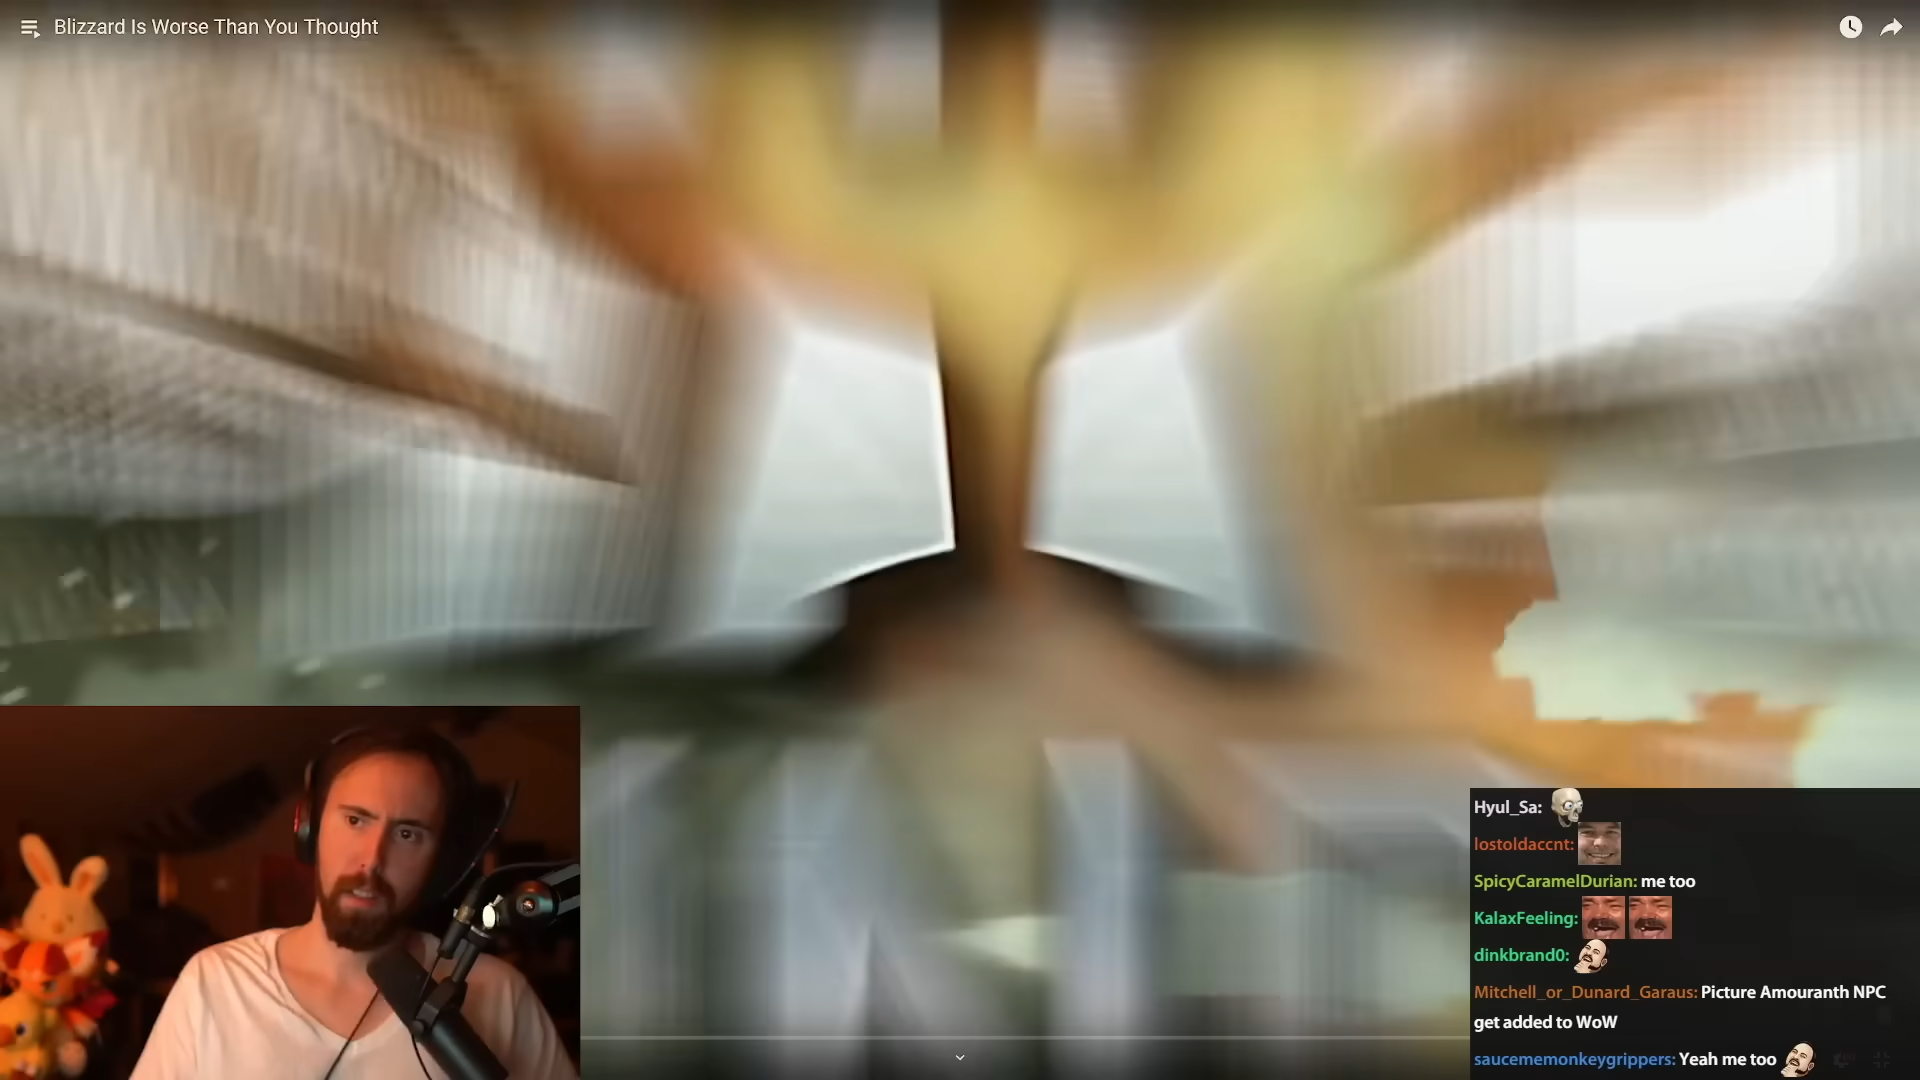 Blizzard Is Worse Than You Thought
Hyul_Sa:
lostoldaccnt:
SpicyCaramelDurian: me too
KalaxFeeling:
dinkbrand0:
Mitchell_or_Dunard_Garaus: Picture Amouranth NPC
get added to WoW
saucememonkeygrippers: Yeah me too